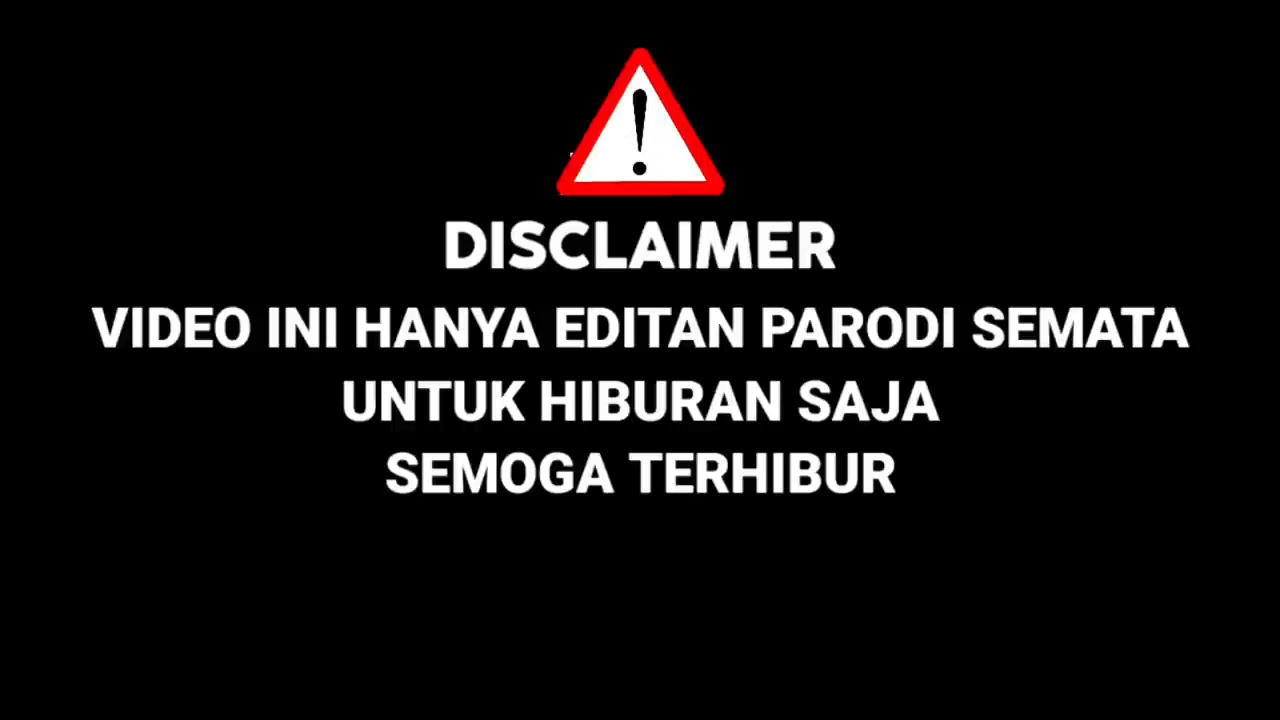 DISCLAIMER
VIDEO INI HANYA EDITAN PARODI SEMATA
UNTUK HIBURAN SAJA
SEMOGA TERHIBUR